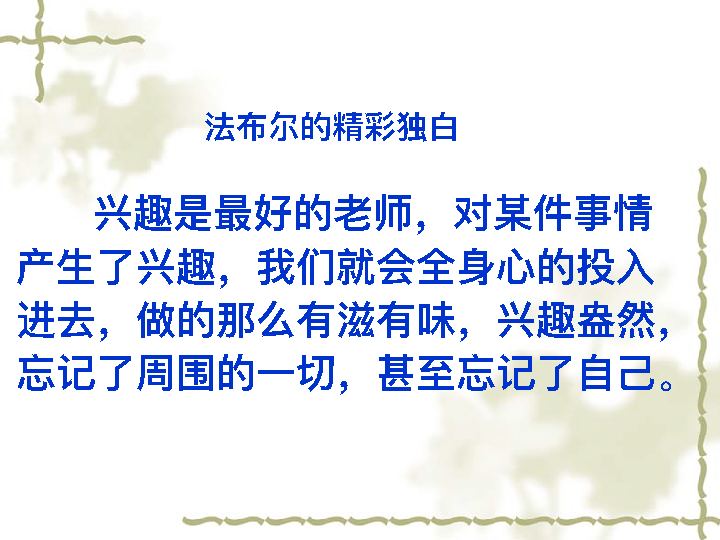 法布尔的精彩独白
兴趣是最好的老师，对某件事情
产生了兴趣，我们就会全身心的投入
进去，做的那么有滋有味，兴趣盎然，
忘记了周围的一切，甚至忘记了自己。